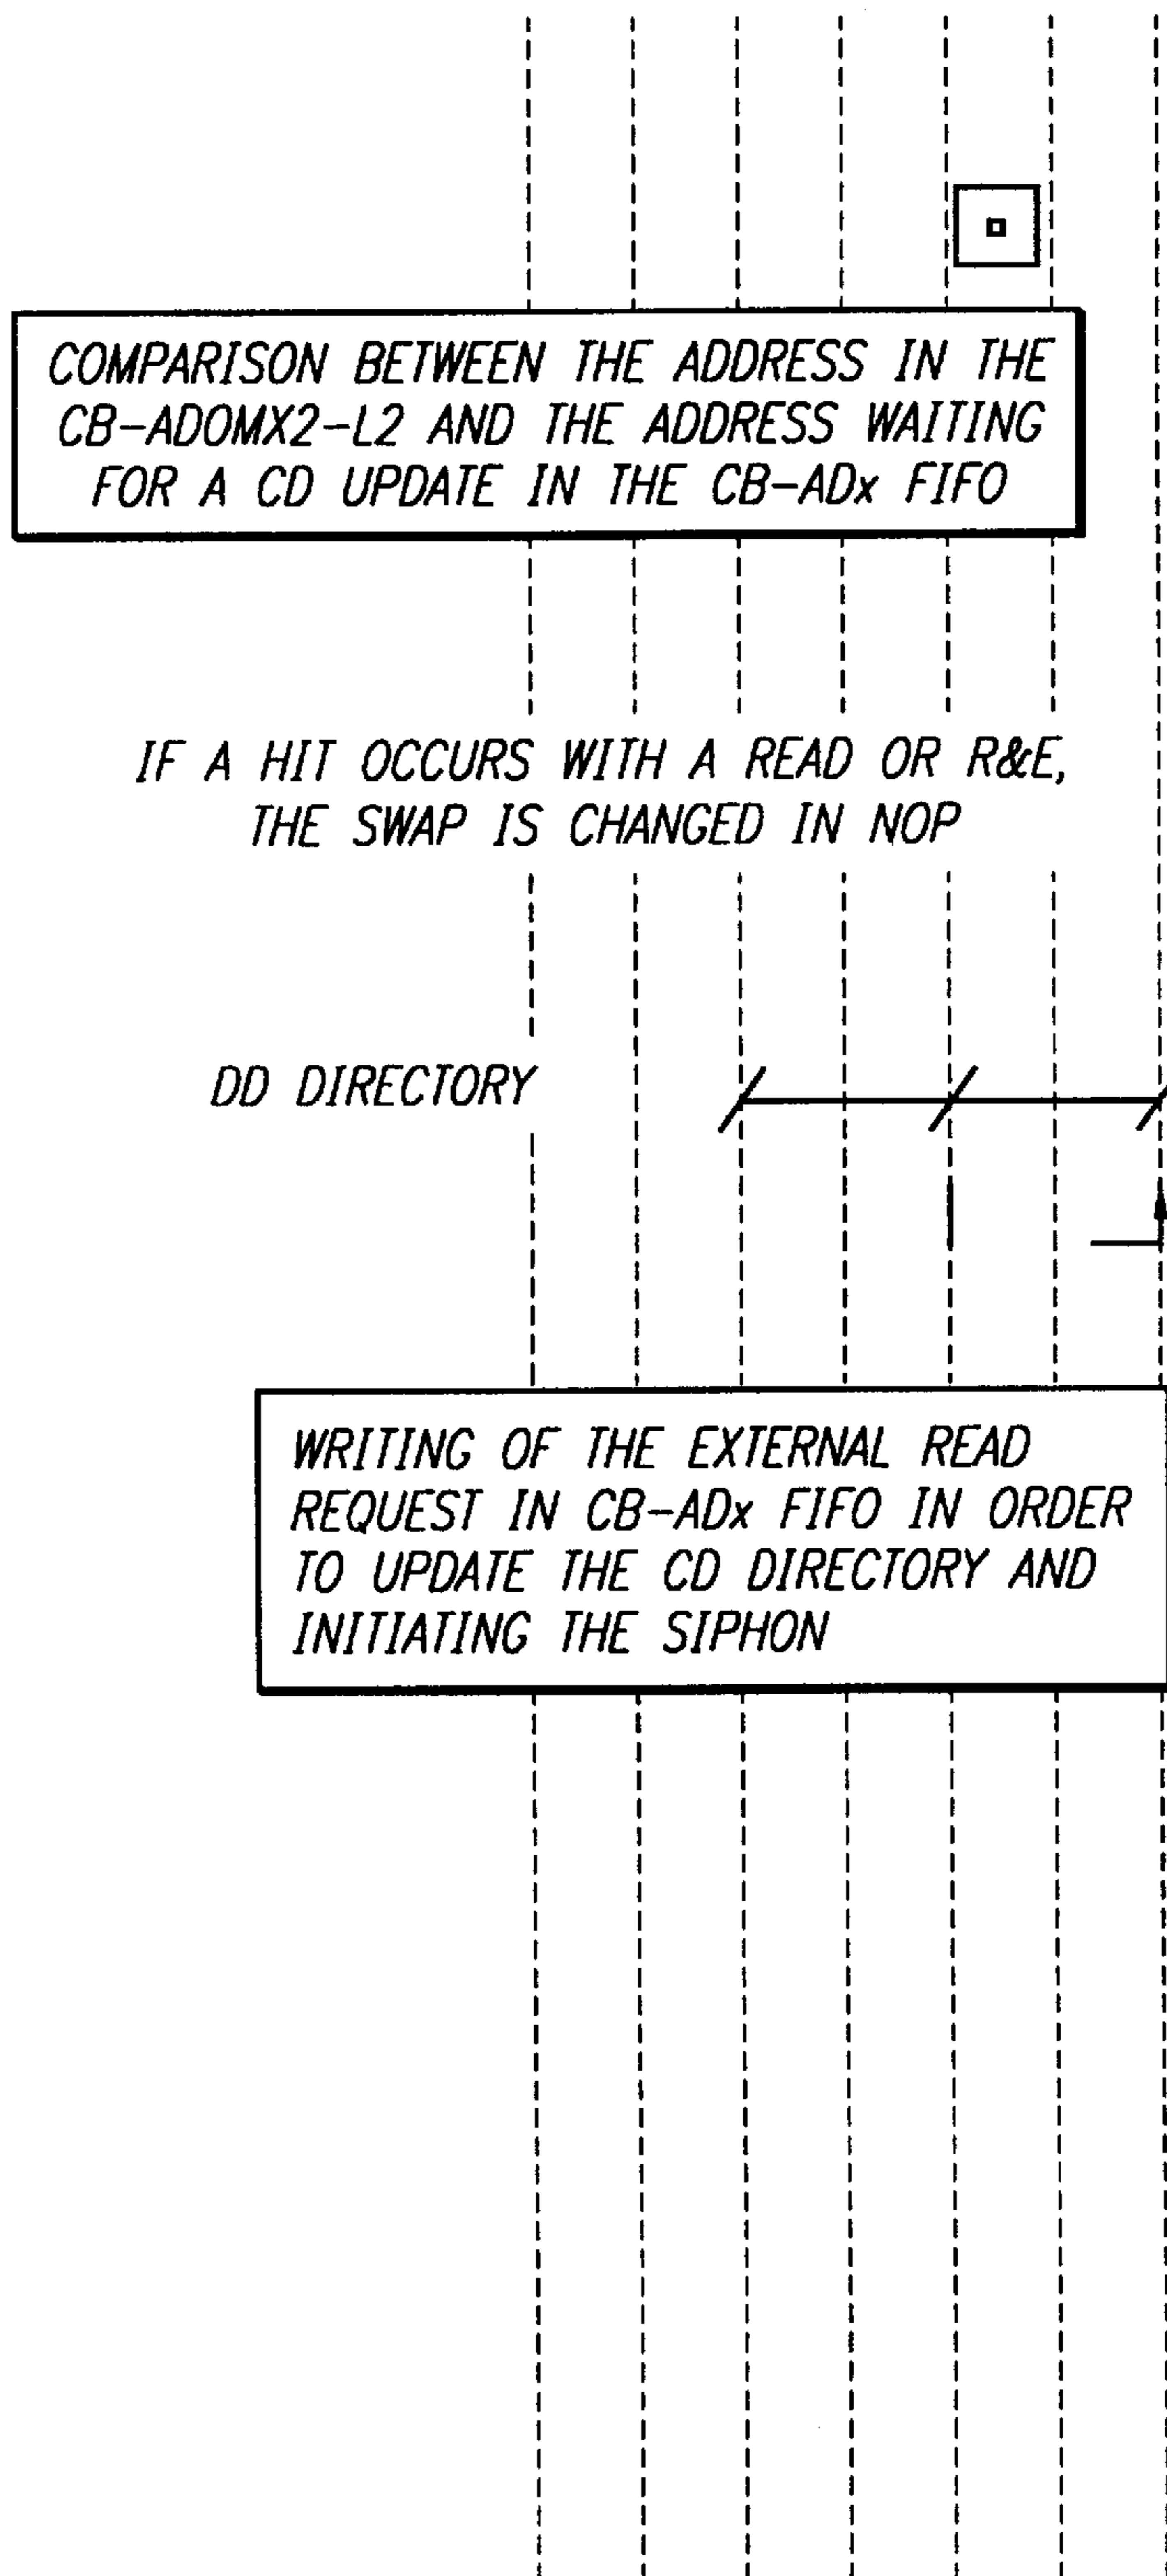 COMPARISON BETWEEN THE ADDRESS IN THE
CB-ADOMX2-L2 AND THE ADDRESS WAITING
FOR A CD UPDATE IN THE CB-ADx FIFO
IF A HIT OCCURS WITH A READ OR R&E,
THE SWAP IS CHANGED IN NOP
DD DIRECTORY
WRITING OF THE EXTERNAL READ
REQUEST IN CB-ADx FIFO IN ORDER
TO UPDATE THE CD DIRECTORY AND
INITIATING THE SIPHON